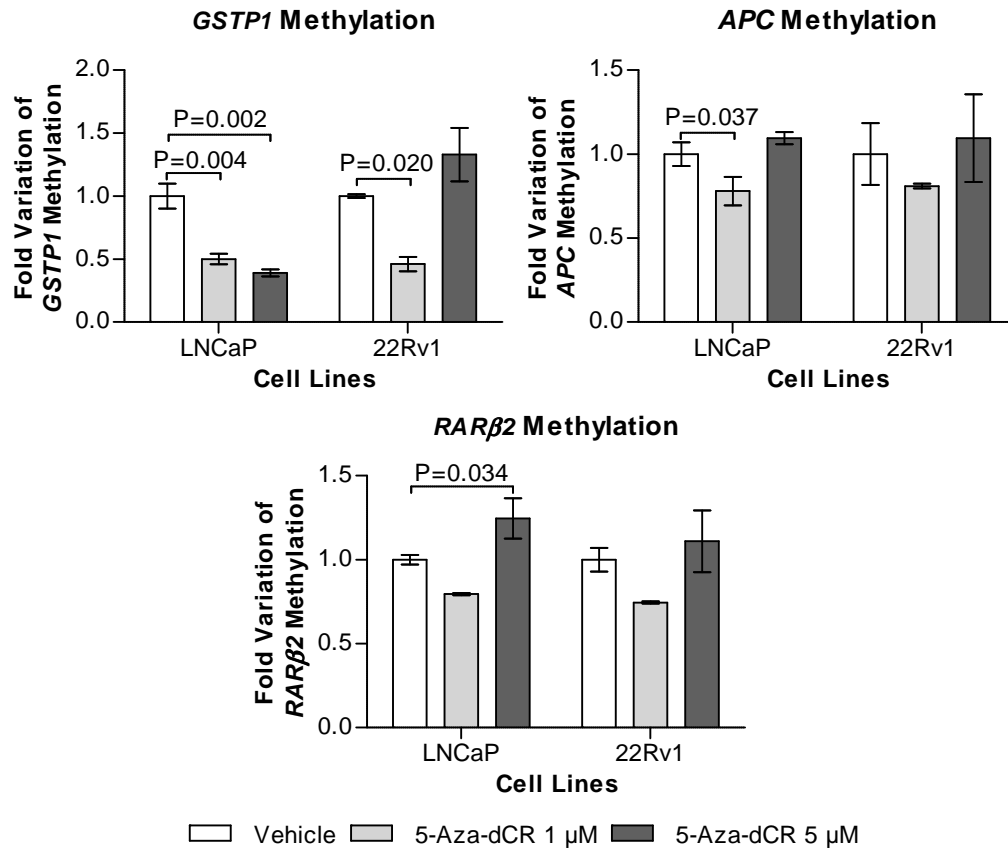 GSTP1 Methylation
Fold Variation of
GSTP1 Methylation
2.0
1.5
1.0
0.5
0.0
P=0.002
P=0.004
P=0.020
LNCaP
22Rv1
Cell Lines
APC Methylation
Fold Variation of
APC Methylation
1.5
1.0
0.5
0.0
P=0.037
LNCaP
22Rv1
Cell Lines
RARβ2 Methylation
Fold Variation of
RARβ2 Methylation
1.5
1.0
0.5
0.0
P=0.034
LNCaP
22Rv1
Cell Lines
Vehicle
5-Aza-dCR 1 µM
5-Aza-dCR 5 µM